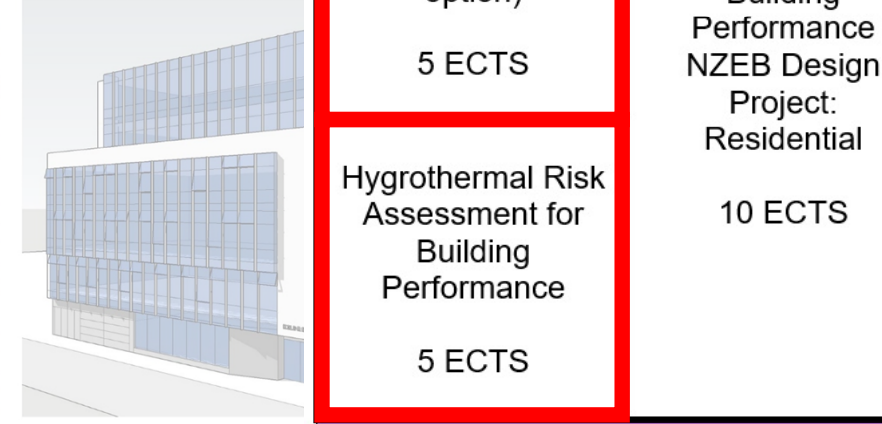 option)
5 ECTS
Hygrothermal Risk
Assessment for
Building
Performance
5 ECTS
Building
Performance
NZEB Design
Project:
Residential
10 ECTS